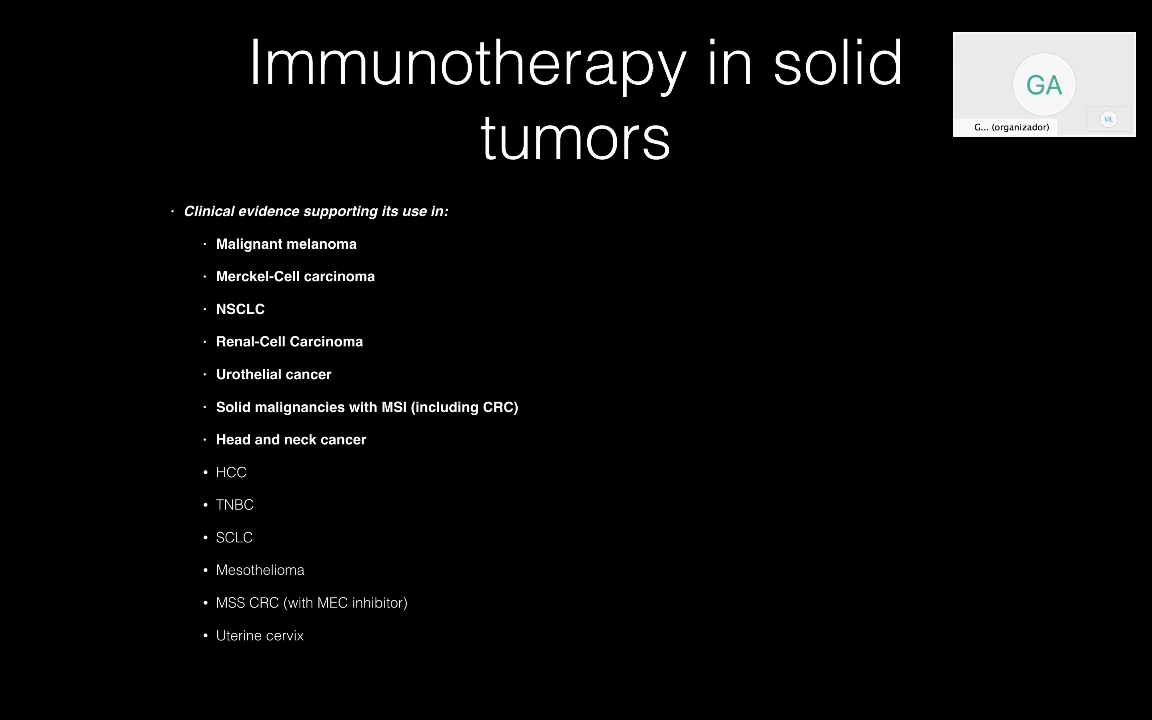 Immunotherapy in solid
tumors
GA
ML
G... (organizador)
· Clinical evidence supporting its use in:
· Malignant melanoma
· Merckel-Cell carcinoma
· NSCLC
· Renal-Cell Carcinoma
· Urothelial cancer
· Solid malignancies with MSI (including CRC)
· Head and neck cancer
• HCC
• TNBC
• SCLC
• Mesothelioma
• MSS CRC (with MEC inhibitor)
• Uterine cervix